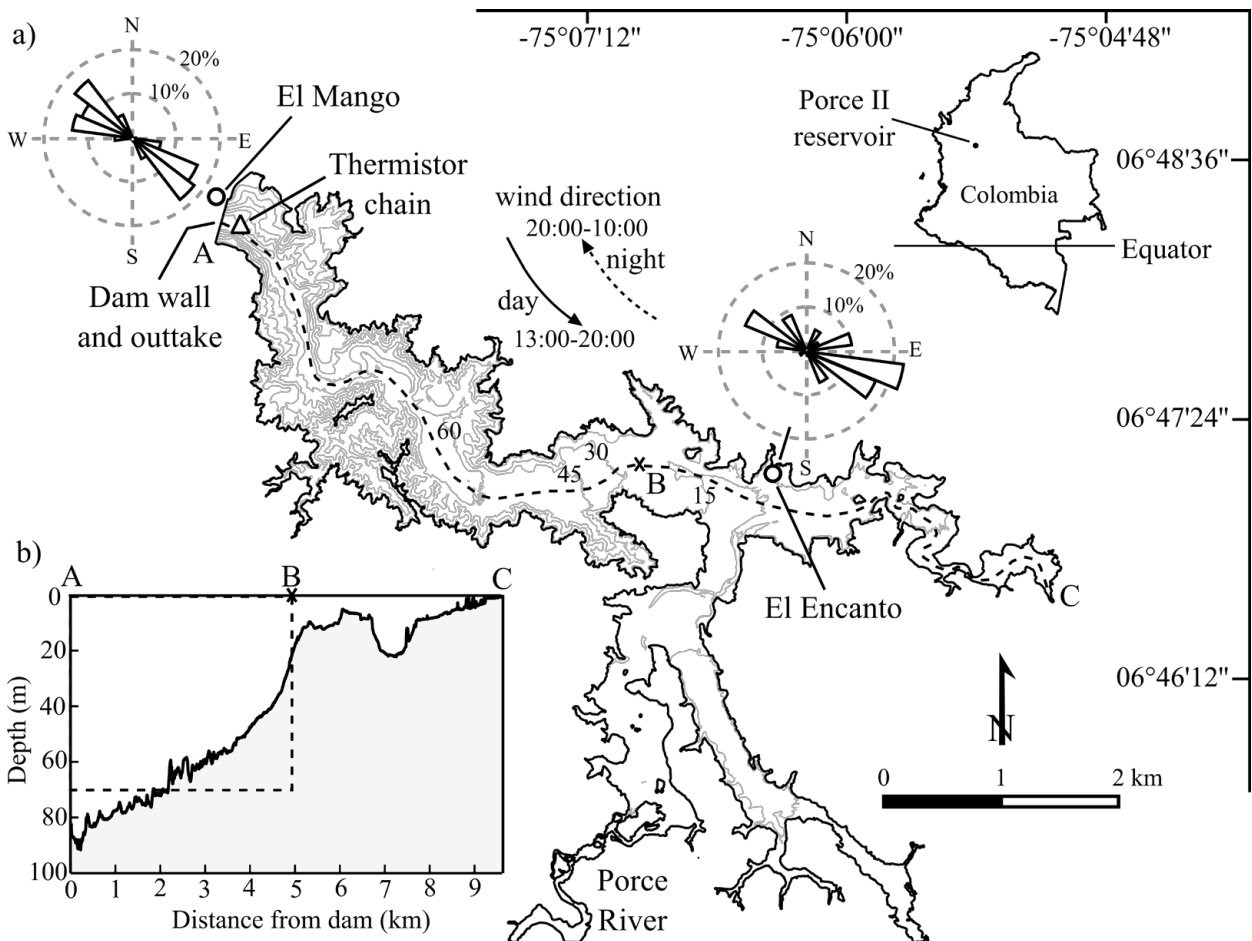 a)
-75°07'12"
-75°06'00"
-75°04'48"
N
20%
10%
W
E
S
El Mango
Thermistor
chain
A
Dam wall
and outtake
wind direction
20:00-10:00
night
day
13:00-20:00
Porce II
reservoir
Colombia
Equator
06°48'36"
N
20%
10%
W
E
S
06°47'24"
60
30
45
B
15
El Encanto
C
06°46'12"
N
0
1
2 km
Porce
River
b)
A
B
C
0
20
40
60
80
100
Depth (m)
0 1 2 3 4 5 6 7 8 9
Distance from dam (km)